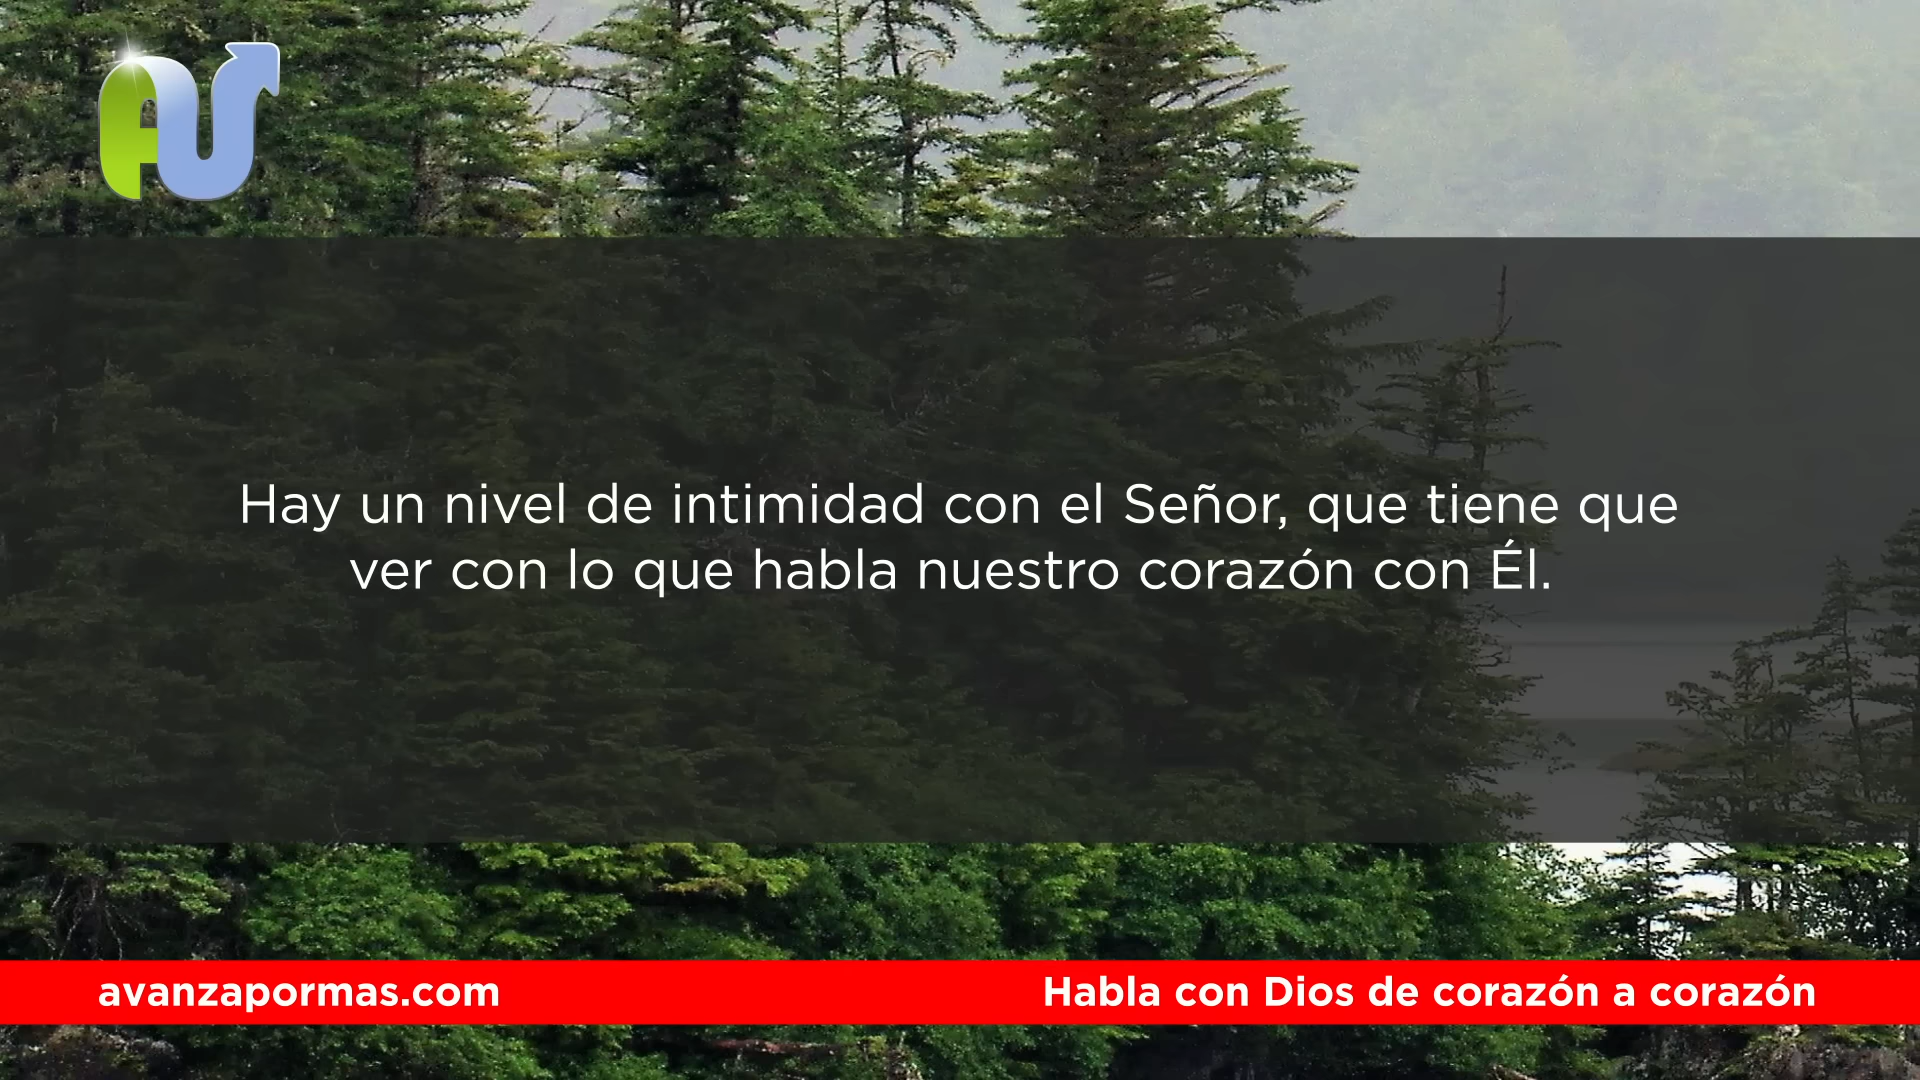 Hay un nivel de intimidad con el Señor, que tiene que
ver con lo que habla nuestro corazón con Él.
avanzapormas.com
Habla con Dios de corazón a corazón